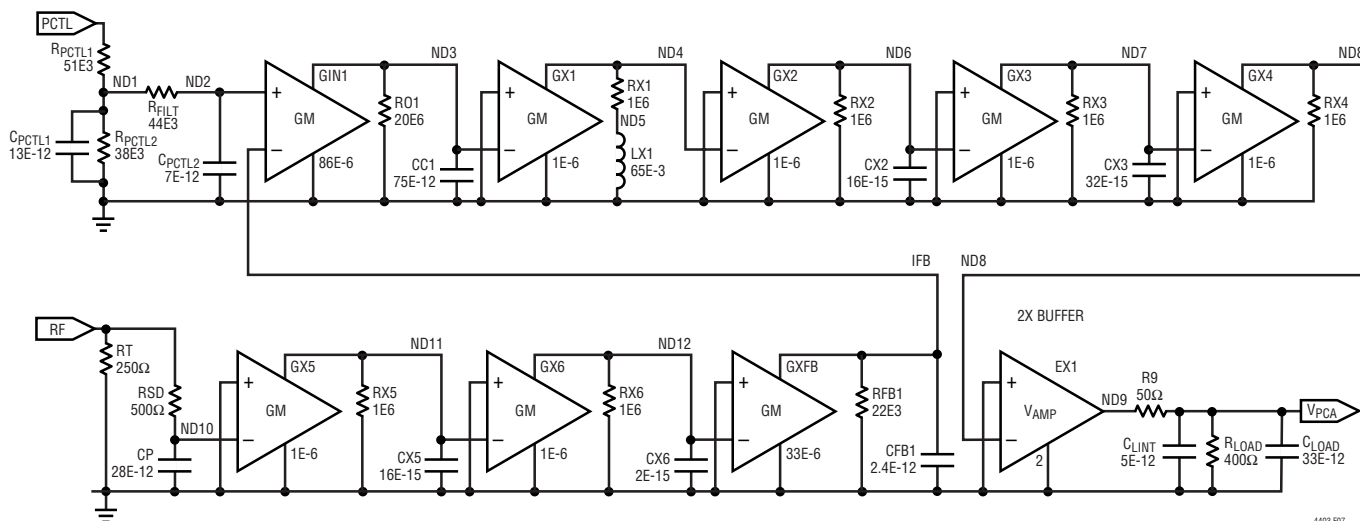 PCTL
RPCTL1
51E3
ND1
ND2
RFILT
44E3
CPCTL1
13E-12
RPCTL2
38E3
CPCTL2
7E-12
+
−
GM
GIN1
86E-6
RO1
20E6
ND3
CC1
75E-12
+
−
GM
GX1
1E-6
RX1
1E6
ND5
LX1
65E-3
ND4
+
−
GM
GX2
1E-6
RX2
1E6
ND6
CX2
16E-15
+
−
GM
GX3
1E-6
RX3
1E6
ND7
CX3
32E-15
+
−
GM
GX4
1E-6
RX4
1E6
ND8
IFB
ND8
RF
RT
250Ω
RSD
500Ω
ND10
CP
28E-12
+
−
GM
GX5
1E-6
RX5
1E6
ND11
CX5
16E-15
+
−
GM
GX6
1E-6
RX6
1E6
ND12
CX6
2E-15
+
−
GM
GXFB
33E-6
RFB1
22E3
CFB1
2.4E-12
2X BUFFER
+
−
VAMP
EX1
2
ND9
R9
50Ω
CLINT
5E-12
RLOAD
400Ω
CLOAD
33E-12
VPCA
4403 F07